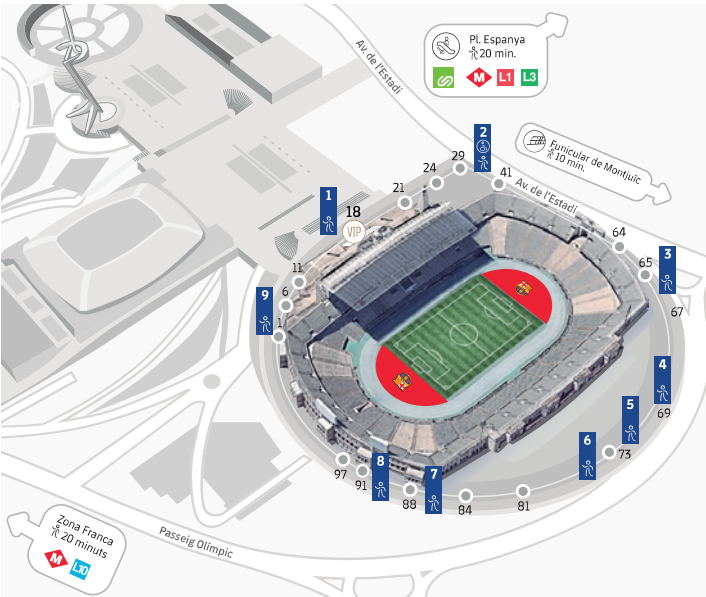 Pl. Espanya
20 min.
M L1 L3
Av. de l'Estadi
Funicular de Montjuïc
10 min.
Av. de l'Estadi
2
29
24
41
21
1
18
VIP
64
65
3
11
6
9
1
67
4
69
5
6
73
97
91
8
88
7
84
81
Zona Franca
20 minuts
M L10
Passeig Olímpic